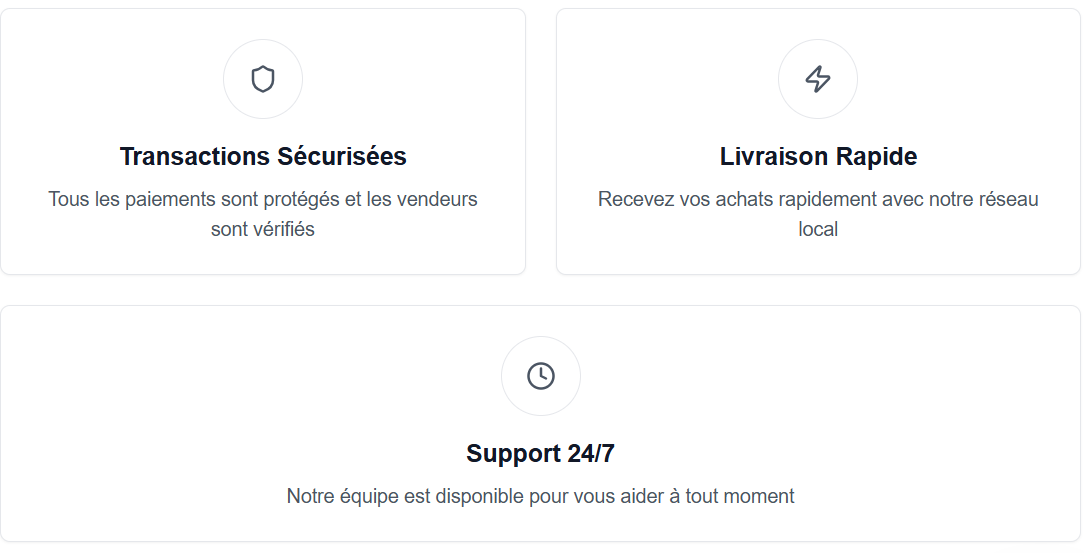 Transactions Sécurisées
Tous les paiements sont protégés et les vendeurs
sont vérifiés
Livraison Rapide
Recevez vos achats rapidement avec notre réseau
local
Support 24/7
Notre équipe est disponible pour vous aider à tout moment